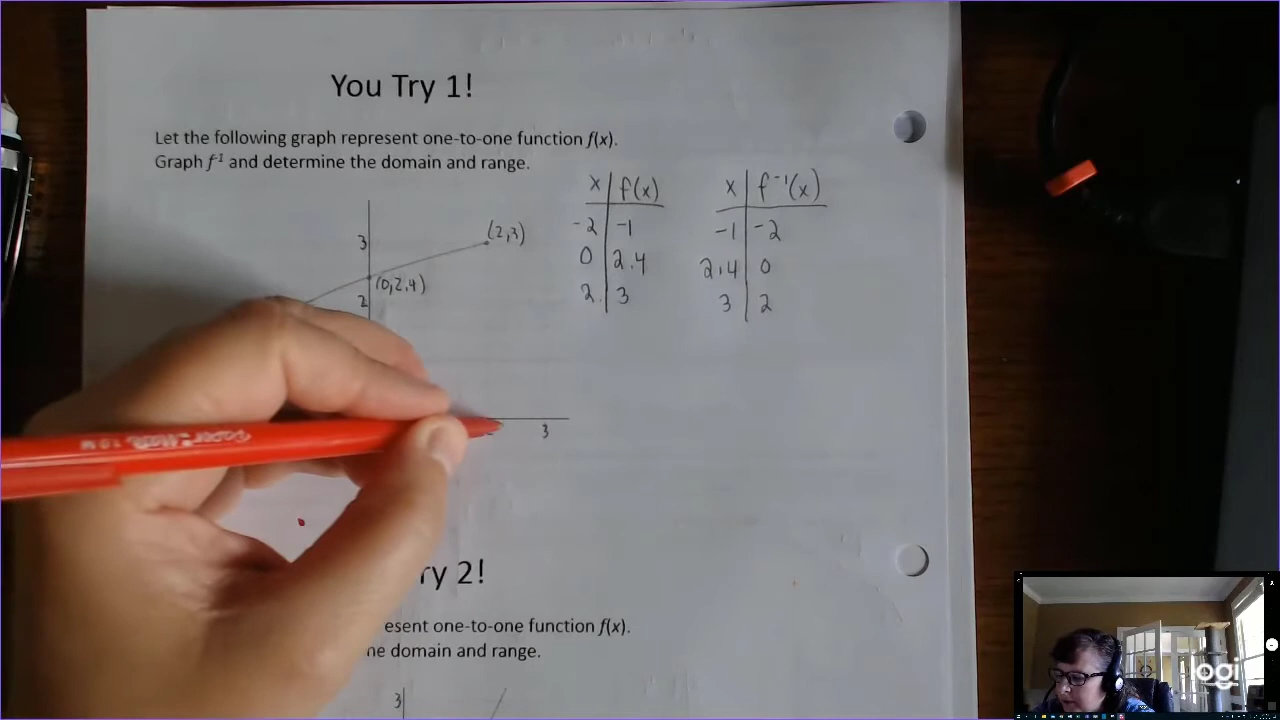 You Try 1!
Let the following graph represent one-to-one function f(x).
Graph f⁻¹ and determine the domain and range.
x f(x)
-2 -1
0 2.4
2 3
x f⁻¹(x)
-1 -2
2.4 0
3 2
3
(2,3)
(0,2.4)
2
3
ry 2!
esent one-to-one function f(x).
ne domain and range.
3
ogi